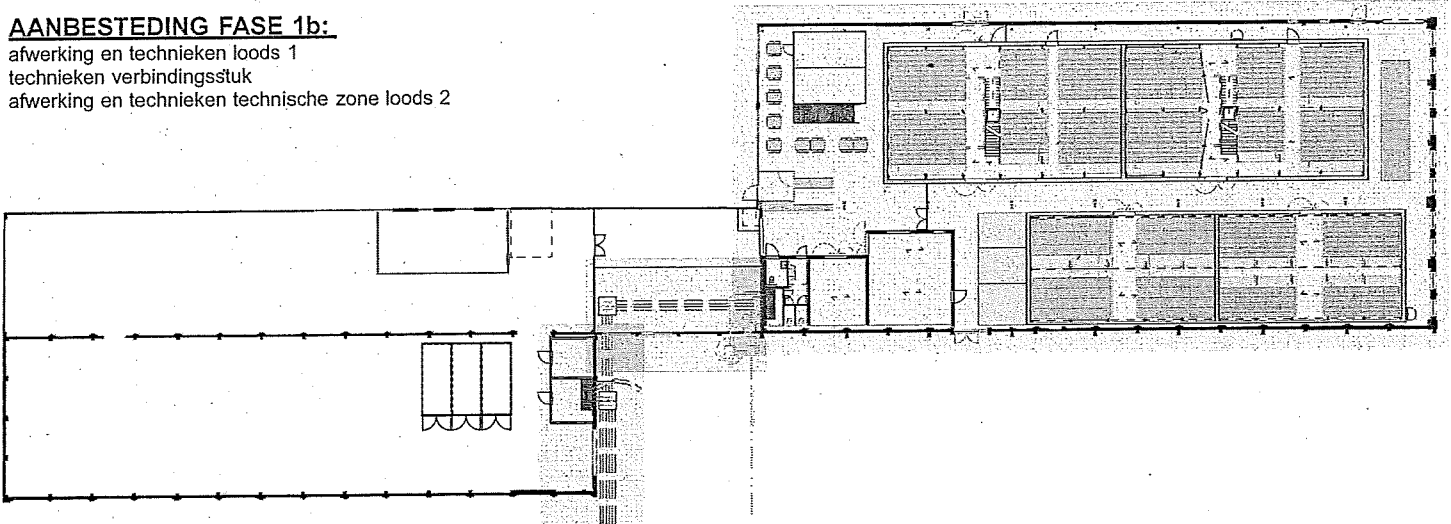 AANBESTEDING FASE 1b:
afwerking en technieken loods 1
technieken verbindingsstuk
afwerking en technieken technische zone loods 2